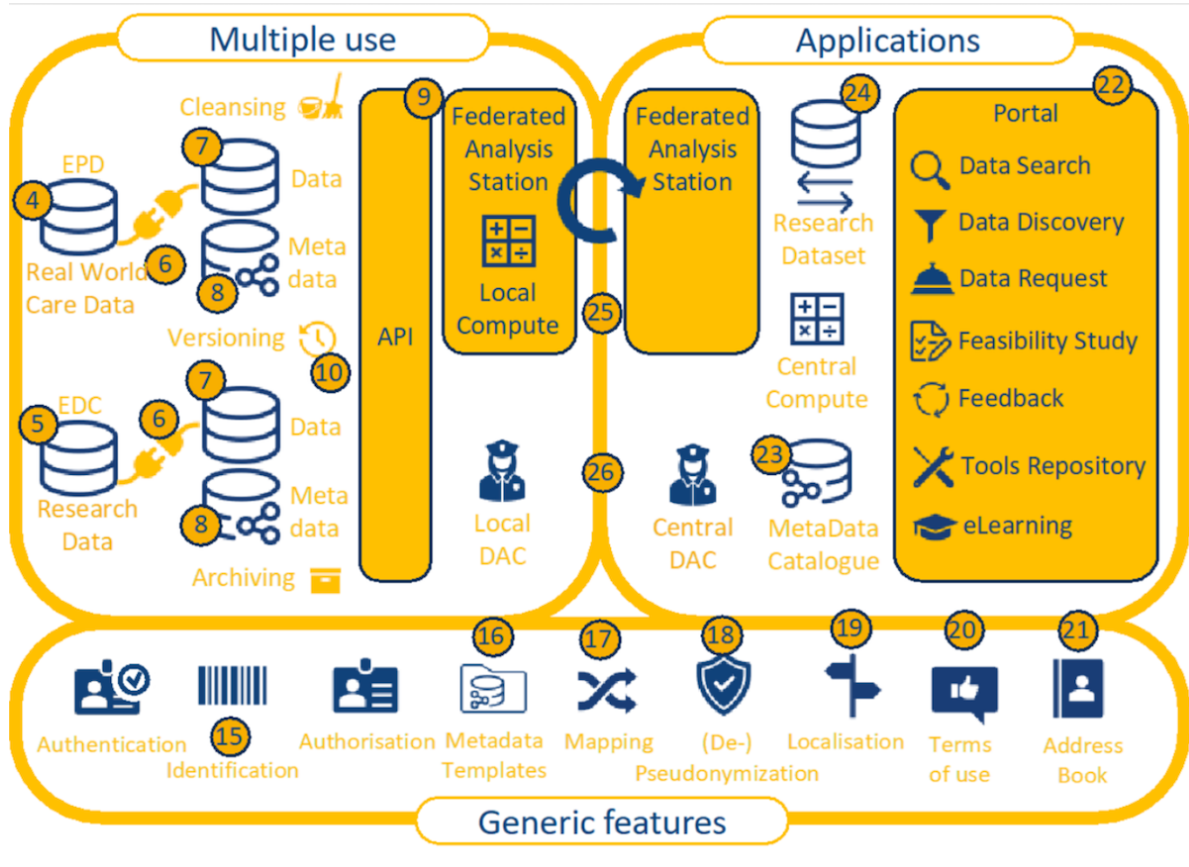 Multiple use
Cleansing
7
EPD
4
Data
Real World
Care Data
6
Meta
data
8
Versioning
10
7
EDC
5
6
Data
Research
Data
Meta
data
8
Archiving
API
9
Federated
Analysis
Station
Local
Compute
Local
DAC
25
26
Applications
Federated
Analysis
Station
24
Research
Dataset
Central
Compute
23
Central
DAC
MetaData
Catalogue
22
Portal
Data Search
Data Discovery
Data Request
Feasibility Study
Feedback
Tools Repository
eLearning
Authentication
15
Identification
Authorisation
16
Metadata
Templates
17
Mapping
18
(De-)
Pseudonymization
19
Localisation
20
Terms
of use
21
Address
Book
Generic features